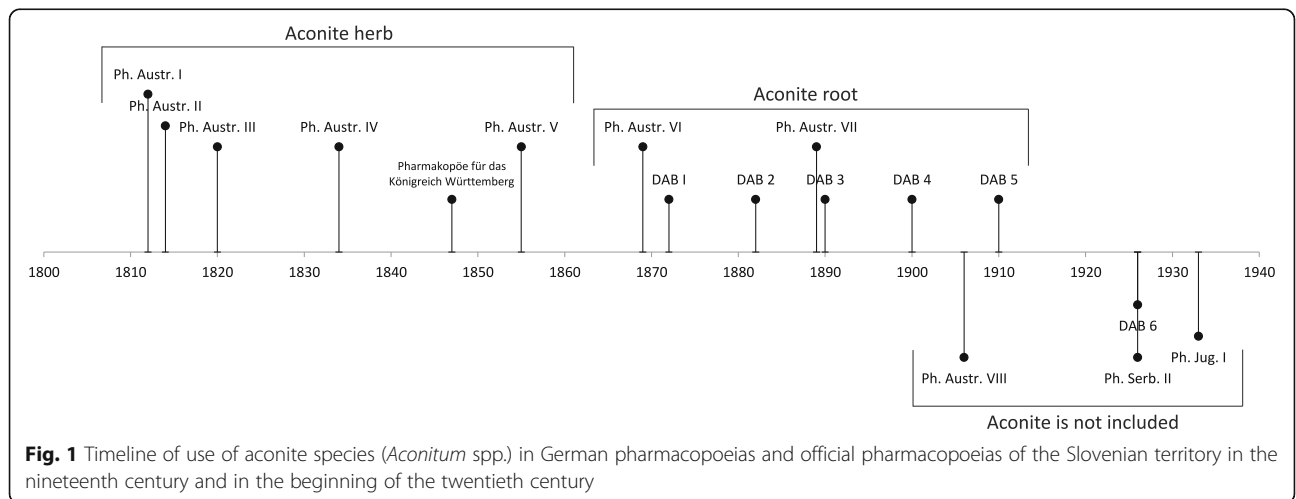 Aconite herb
Ph. Austr. I
Ph. Austr. II
Ph. Austr. III
Ph. Austr. IV
Pharmakopöe für das
Königreich Württemberg
Ph. Austr. V
Aconite root
Ph. Austr. VI
Ph. Austr. VII
DAB I
DAB 2
DAB 3
DAB 4
DAB 5
1800 1810 1820 1830 1840 1850 1860 1870 1880 1890 1900 1910 1920 1930 1940
DAB 6
Ph. Jug. I
Ph. Austr. VIII
Ph. Serb. II
Aconite is not included
Fig. 1 Timeline of use of aconite species (Aconitum spp.) in German pharmacopoeias and official pharmacopoeias of the Slovenian territory in the
nineteenth century and in the beginning of the twentieth century